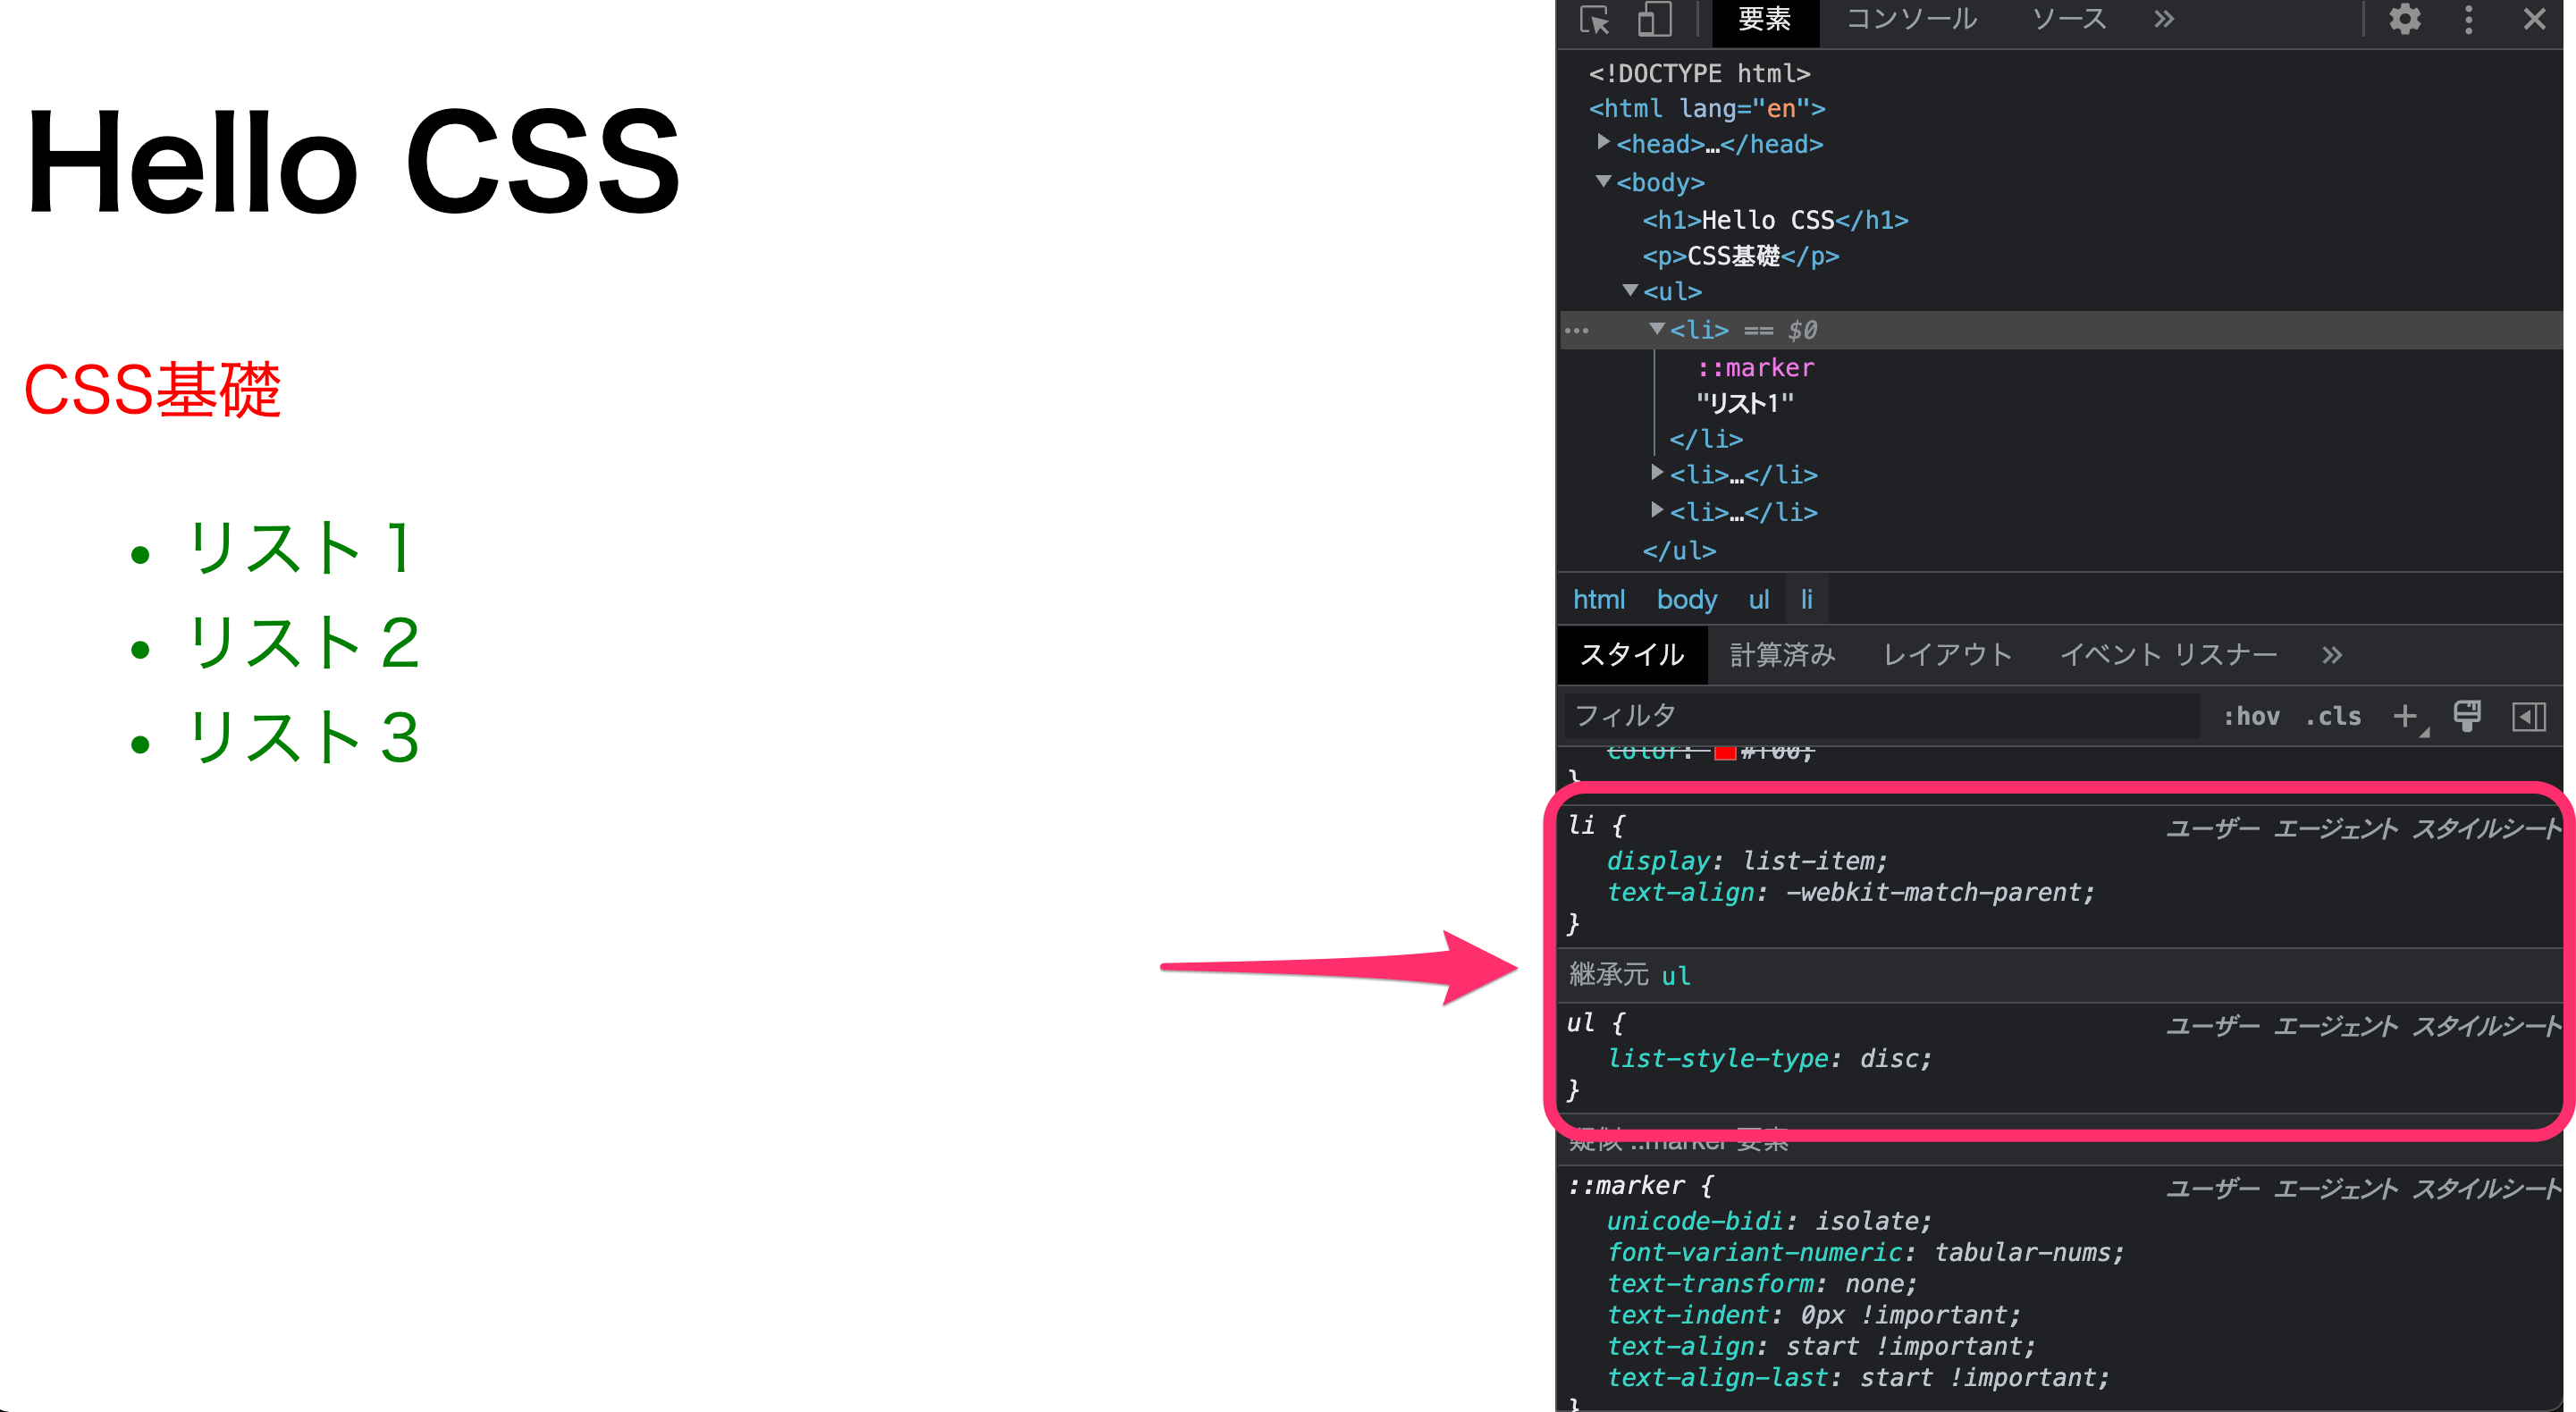 Hello CSS
CSS基礎
• リスト1
• リスト2
• リスト3
要素 コンソール ソース »
<!DOCTYPE html>
<html lang="en">
<head>…</head>
<body>
<h1>Hello CSS</h1>
<p>CSS基礎</p>
<ul>
… <li> == $0
::marker
"リスト1"
</li>
<li>…</li>
<li>…</li>
</ul>
html body ul li
スタイル 計算済み レイアウト イベント リスナー »
フィルタ :hov .cls +
color: #f00;
}
li { ユーザー エージェント スタイルシート
display: list-item;
text-align: -webkit-match-parent;
}
継承元 ul
ul { ユーザー エージェント スタイルシート
list-style-type: disc;
}
疑似 ::marker 要素
::marker { ユーザー エージェント スタイルシート
unicode-bidi: isolate;
font-variant-numeric: tabular-nums;
text-transform: none;
text-indent: 0px !important;
text-align: start !important;
text-align-last: start !important;
}